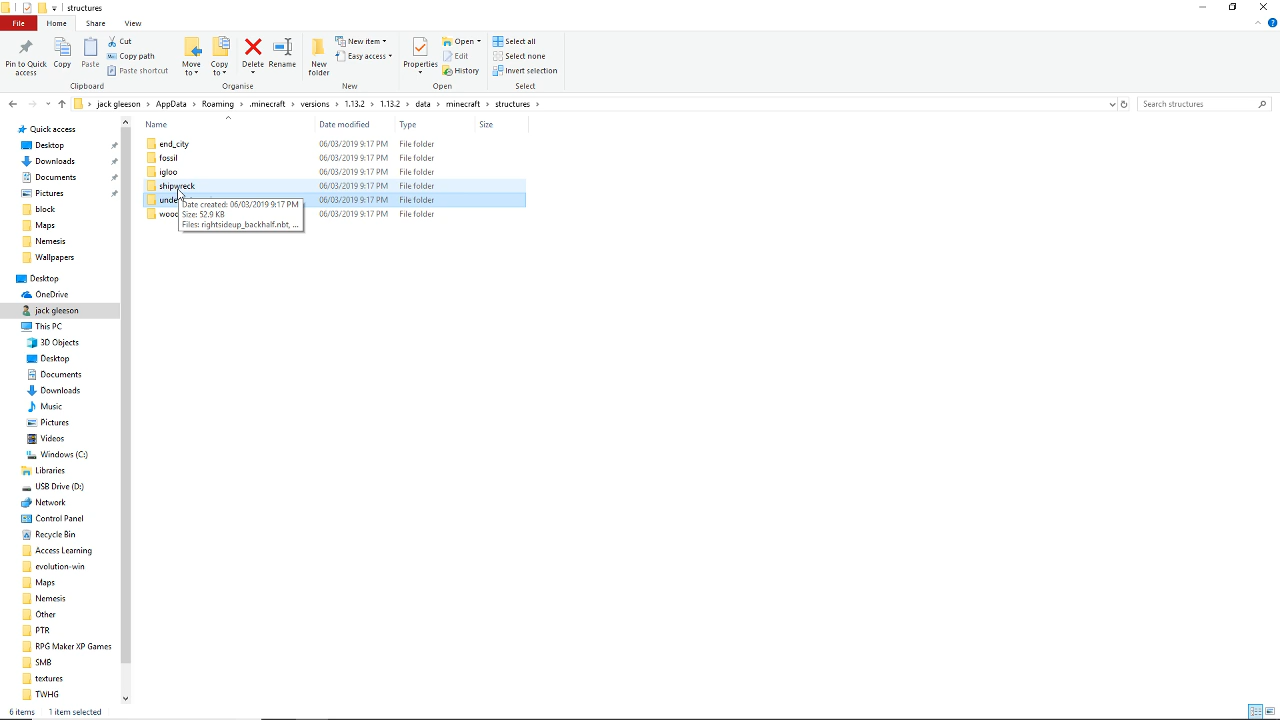 structures
File Home Share View
Pin to Quick access
Copy
Paste
Cut
Copy path
Paste shortcut
Clipboard
Move to
Copy to
Delete
Rename
Organise
New folder
New item
Easy access
New
Properties
Open
Edit
History
Open
Select all
Select none
Invert selection
Select
jack gleeson > AppData > Roaming > .minecraft > versions > 1.13.2 > 1.13.2 > data > minecraft > structures >
Search structures
Name Date modified Type Size
end_city 06/03/2019 9:17 PM File folder
fossil 06/03/2019 9:17 PM File folder
igloo 06/03/2019 9:17 PM File folder
shipwreck 06/03/2019 9:17 PM File folder
06/03/2019 9:17 PM File folder
06/03/2019 9:17 PM File folder
Date created: 06/03/2019 9:17 PM
Size: 52.9 KB
Files: rightsideup_backhalf.nbt, ...
Quick access
Desktop
Downloads
Documents
Pictures
block
Maps
Nemesis
Wallpapers
Desktop
OneDrive
jack gleeson
This PC
3D Objects
Desktop
Documents
Downloads
Music
Pictures
Videos
Windows (C:)
Libraries
USB Drive (D:)
Network
Control Panel
Recycle Bin
Access Learning
evolution-win
Maps
Nemesis
Other
PTR
RPG Maker XP Games
SMB
textures
TWHG
6 items 1 item selected